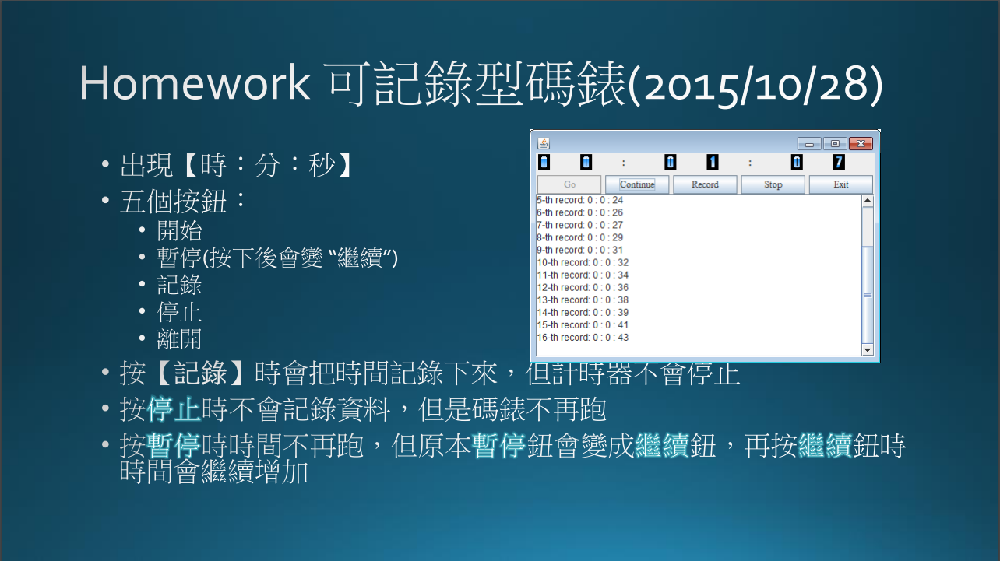 Homework 可記錄型碼錶(2015/10/28)
• 出現【時：分：秒】
• 五個按鈕：
• 開始
• 暫停(按下後會變 “繼續”)
• 記錄
• 停止
• 離開
0 0 : 0 1 : 0 7
Go Continue Record Stop Exit
5-th record: 0 : 0 : 24
6-th record: 0 : 0 : 26
7-th record: 0 : 0 : 27
8-th record: 0 : 0 : 29
9-th record: 0 : 0 : 31
10-th record: 0 : 0 : 32
11-th record: 0 : 0 : 34
12-th record: 0 : 0 : 36
13-th record: 0 : 0 : 38
14-th record: 0 : 0 : 39
15-th record: 0 : 0 : 41
16-th record: 0 : 0 : 43
• 按【記錄】時會把時間記錄下來，但計時器不會停止
• 按停止時不會記錄資料，但是碼錶不再跑
• 按暫停時時間不再跑，但原本暫停鈕會變成繼續鈕，再按繼續鈕時
時間會繼續增加